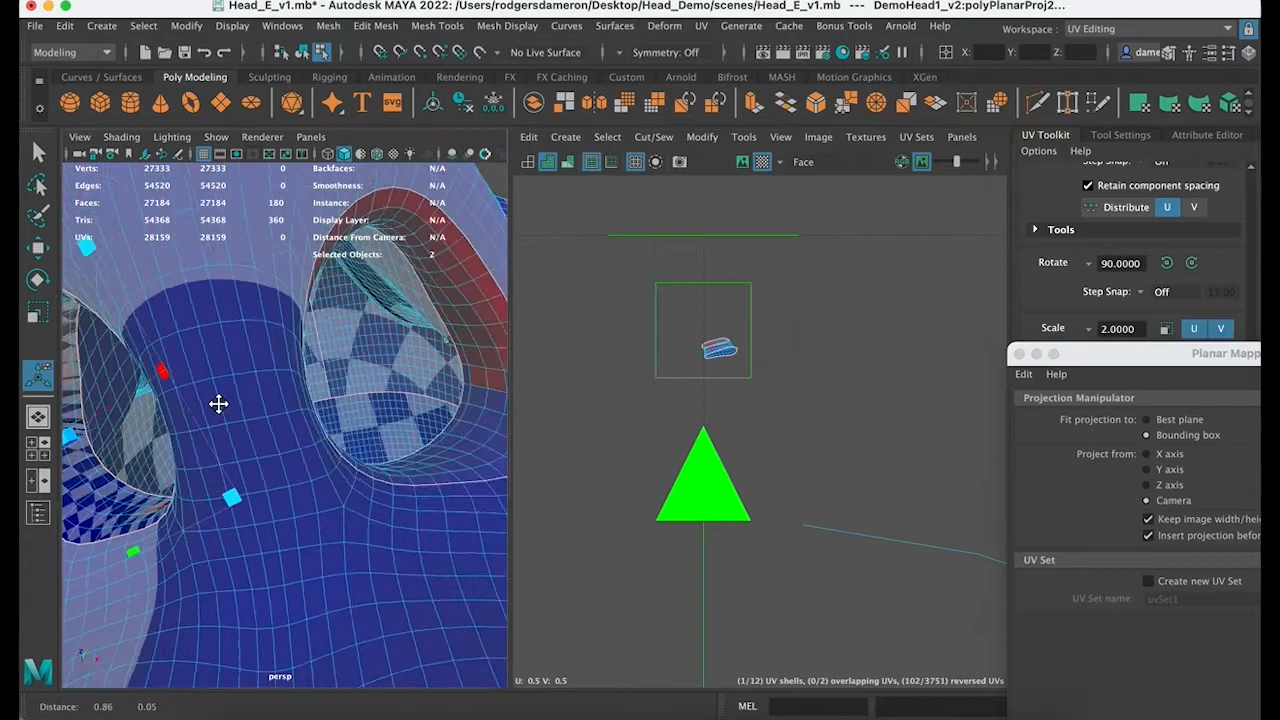 Head_E_v1.mb* - Autodesk MAYA 2022: /Users/rodgersdameron/Desktop/Head_Demo/scenes/Head_E_v1.mb --- DemoHead1_v2:polyPlanarProj2...
File Edit Create Select Modify Display Windows Mesh Edit Mesh Mesh Tools Mesh Display Curves Surfaces Deform UV Generate Cache Arnold Help Workspace : UV Editing
Modeling No Live Surface Symmetry: Off X: Y: Z: dame
Curves / Surfaces Poly Modeling Sculpting Rigging Animation Rendering FX FX Caching Custom Arnold Bifrost MASH Motion Graphics XGen
View Shading Lighting Show Renderer Panels Edit Create Select Cut/Sew Modify Tools View Image Textures UV Sets Panels UV Toolkit Tool Settings Attribute Editor
Options Help
Face
Verts: 27333 27333 0 Backfaces: N/A
Edges: 54520 54520 0 Smoothness: N/A
Faces: 27184 27184 180 Instance: N/A
Tris: 54368 54368 360 Display Layer: N/A
UVs: 28159 28159 0 Distance From Camera: N/A
Selected Objects: 2
Step Snap: Off
Retain component spacing
Distribute U V
Tools
Rotate 90.0000
Step Snap: Off 15.00
Scale 2.0000 U V
Planar Mapp
Edit Help
Projection Manipulator
Fit projection to: Best plane
Bounding box
Project from: X axis
Y axis
Z axis
Camera
Keep image width/hei
Insert projection befor
UV Set
Create new UV Set
UV Set name: uvSet1
persp
U: 0.5 V: 0.5 (1/12) UV shells, (0/2) overlapping UVs, (102/3751) reversed UVs
Distance: 0.86 0.05 MEL